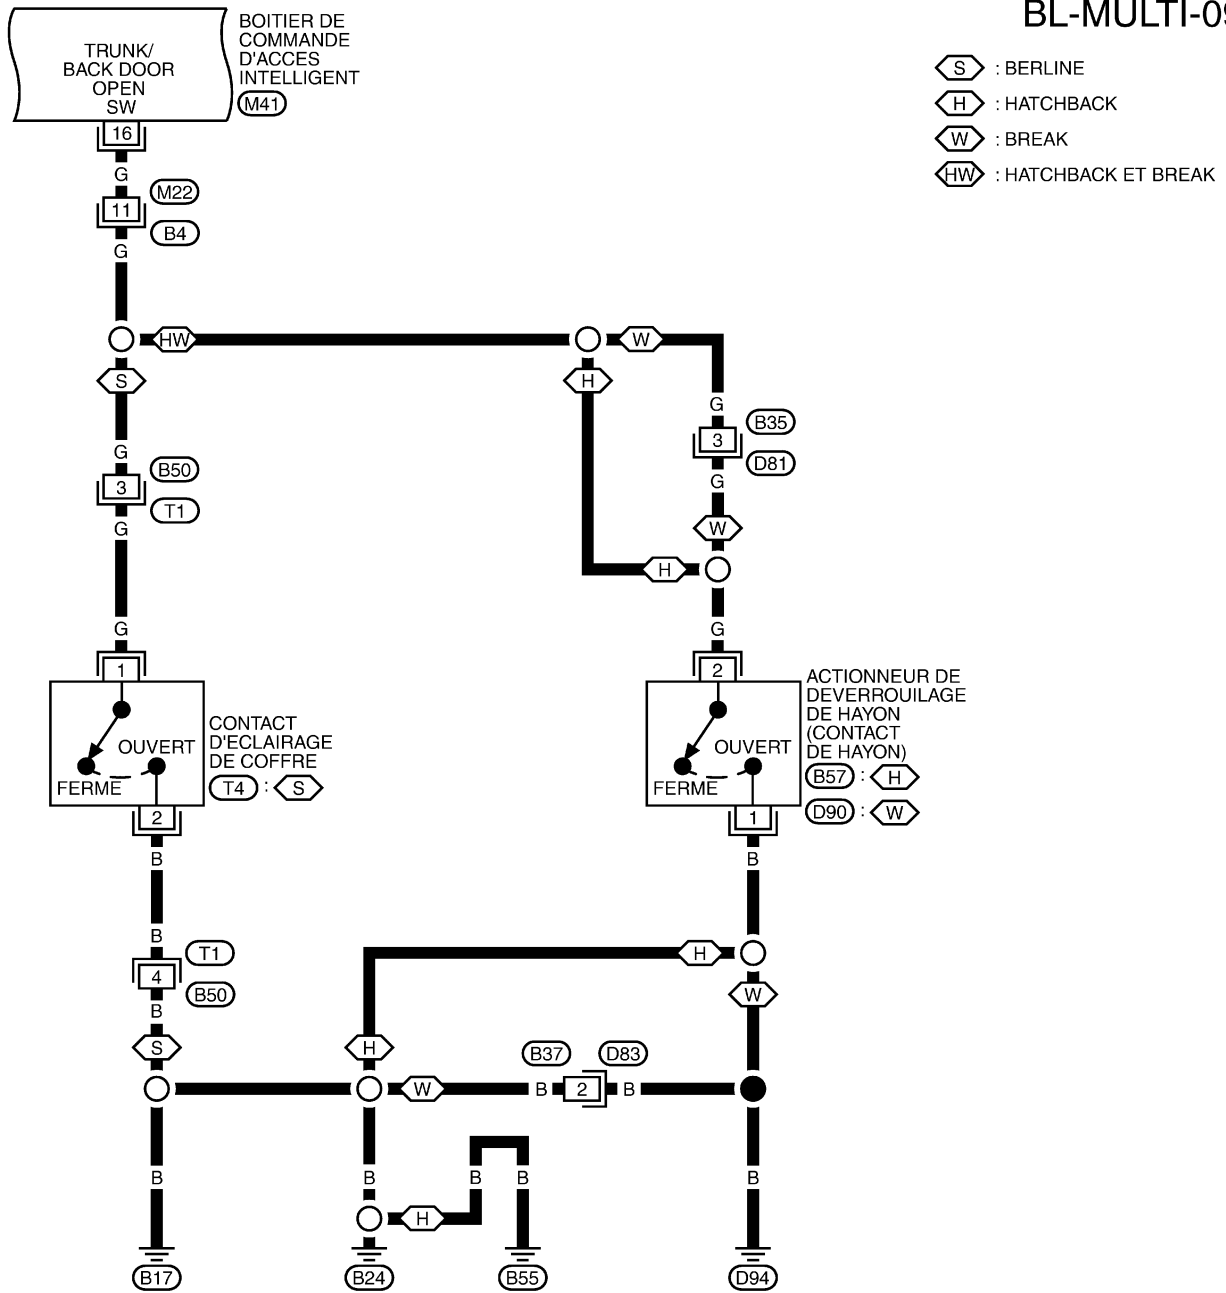 BL-MULTI-09
TRUNK/
BACK DOOR
OPEN
SW
BOITIER DE
COMMANDE
D'ACCES
INTELLIGENT
M41
S : BERLINE
H : HATCHBACK
W : BREAK
HW : HATCHBACK ET BREAK
16
G
M22
11
B4
G
HW
W
S
H
G
B35
3
D81
G
B50
3
T1
G
G
W
H
G
G
1
2
CONTACT
D'ECLAIRAGE
DE COFFRE
T4 : S
OUVERT
FERME
ACTIONNEUR DE
DEVERROUILAGE
DE HAYON
(CONTACT
DE HAYON)
B57 : H
D90 : W
OUVERT
FERME
2
1
B
B
B
T1
4
B50
B
H
W
S
H
B37
D83
W
B
2
B
B
B
B
B
B
H
B17
B24
B55
D94